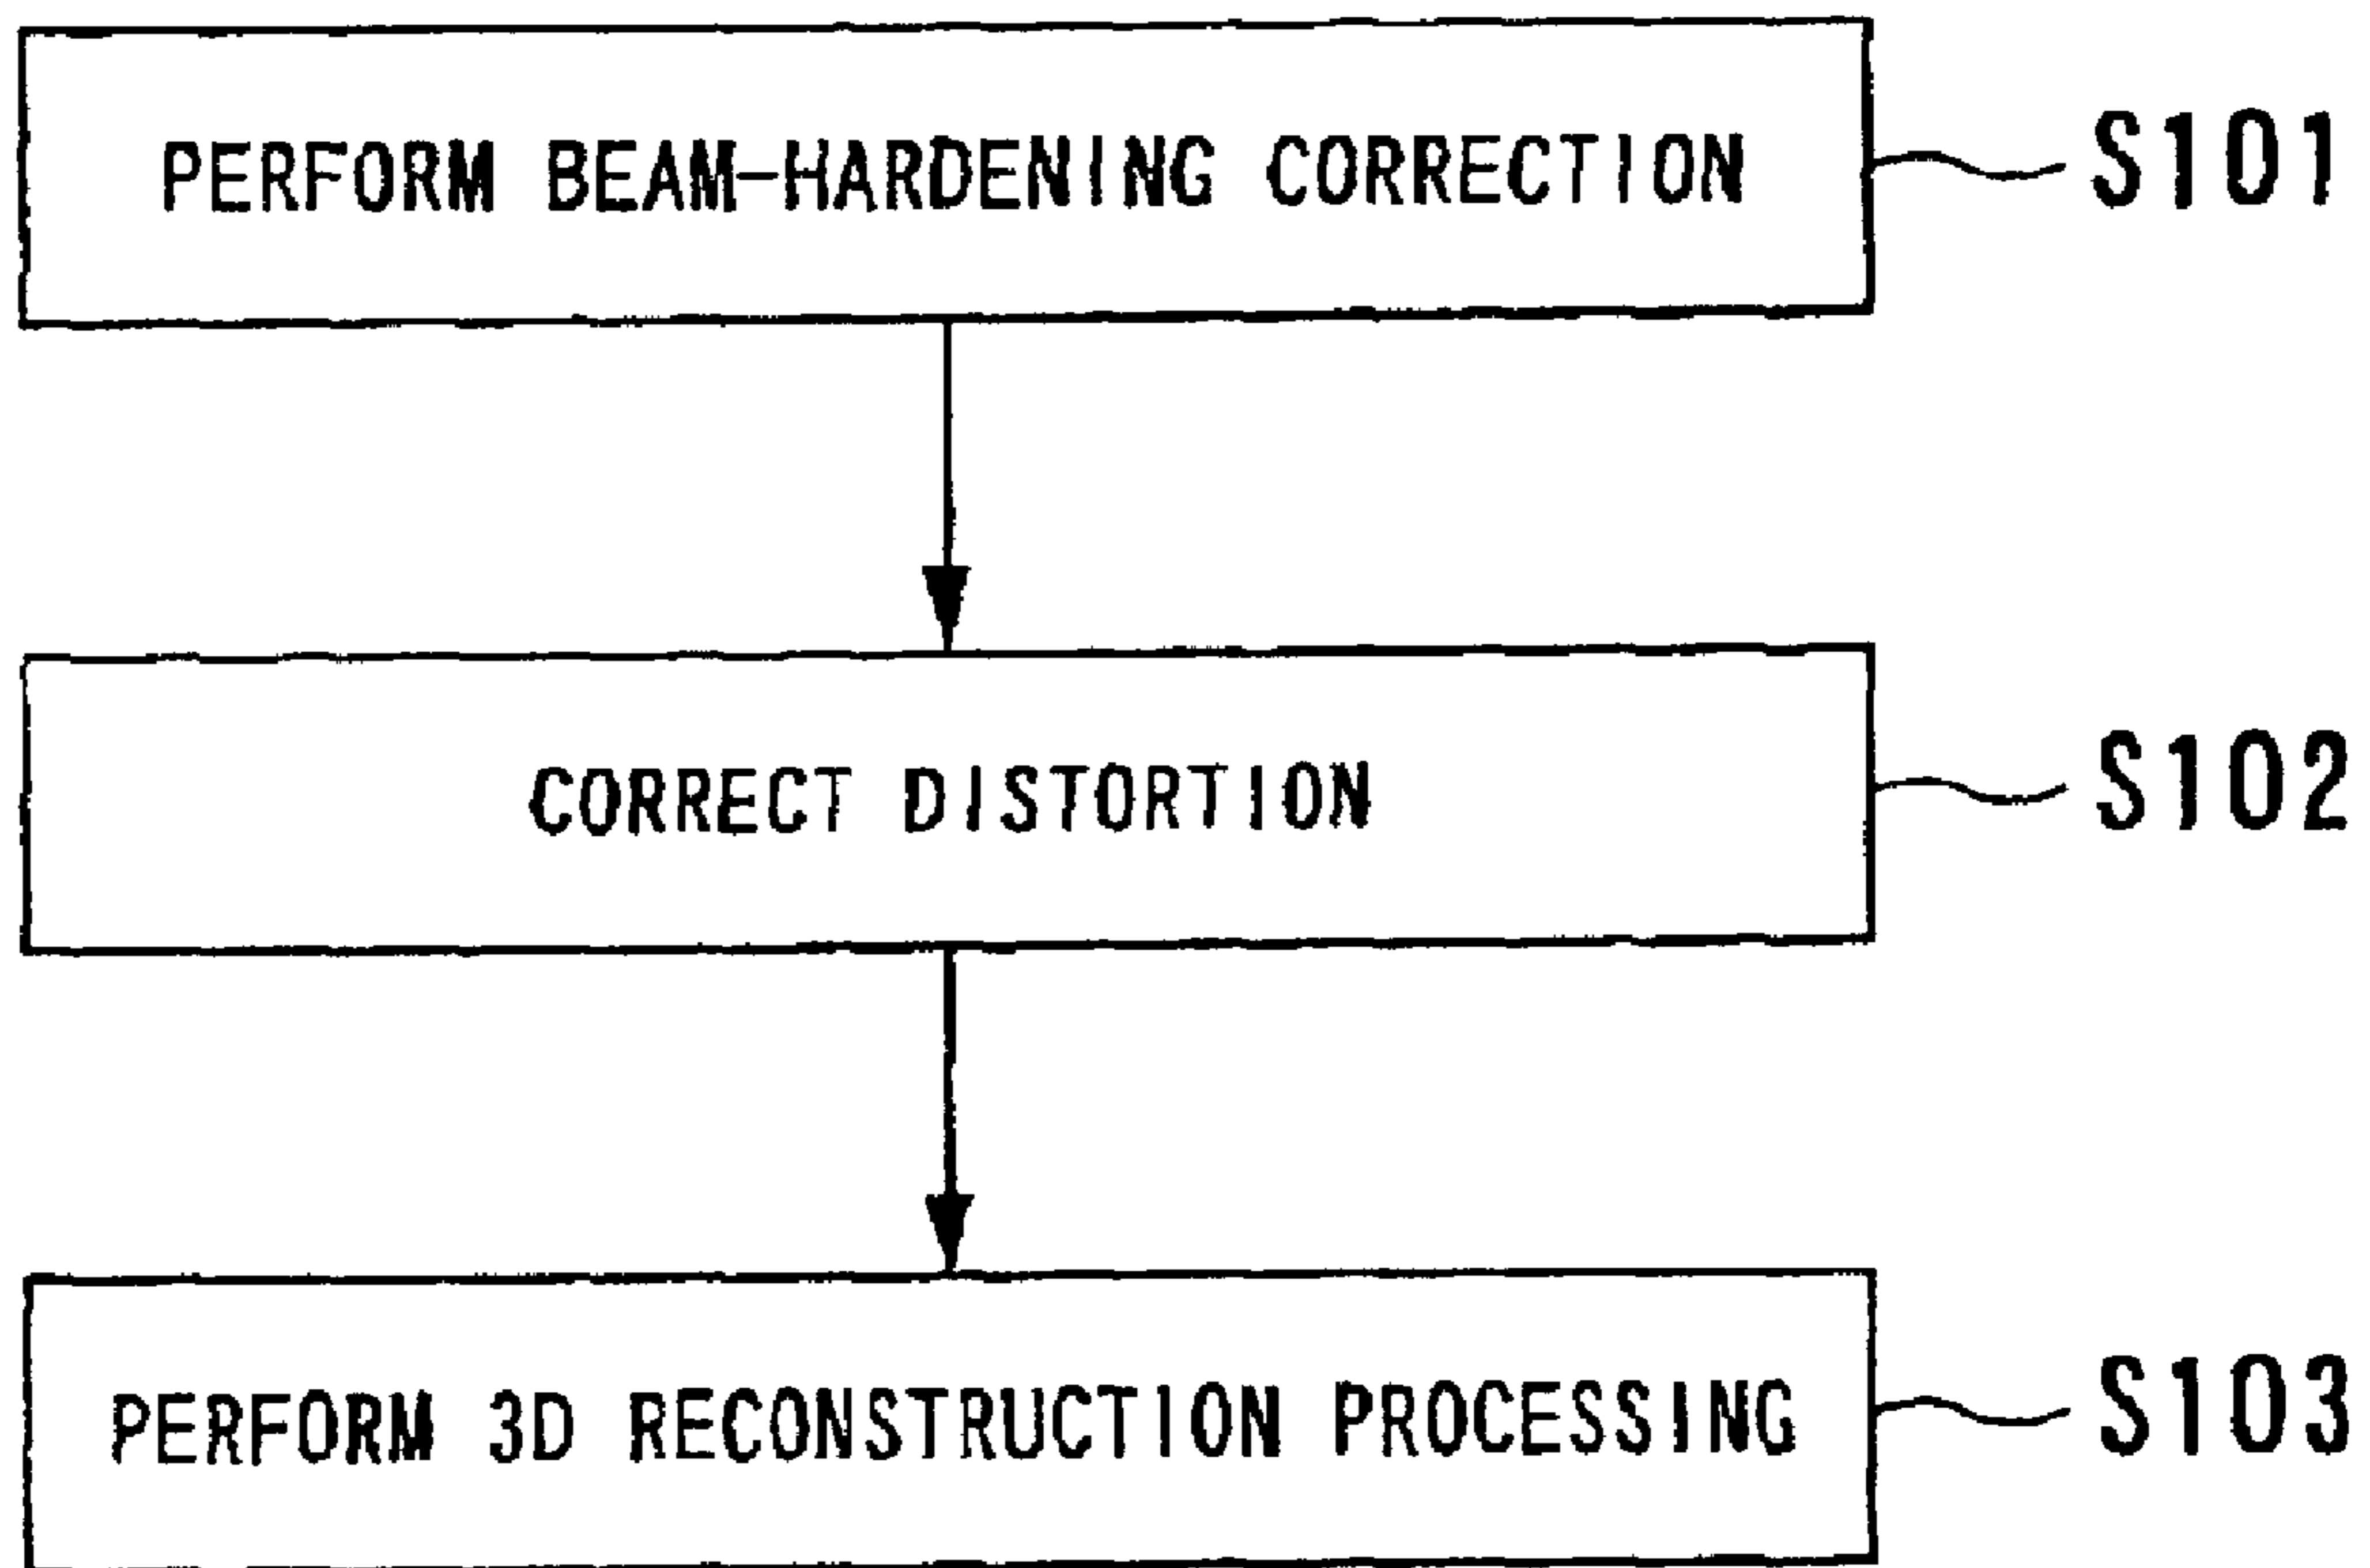 PERFORM BEAM-HARDENING CORRECTION S101
CORRECT DISTORTION S102
PERFORM 3D RECONSTRUCTION PROCESSING S103